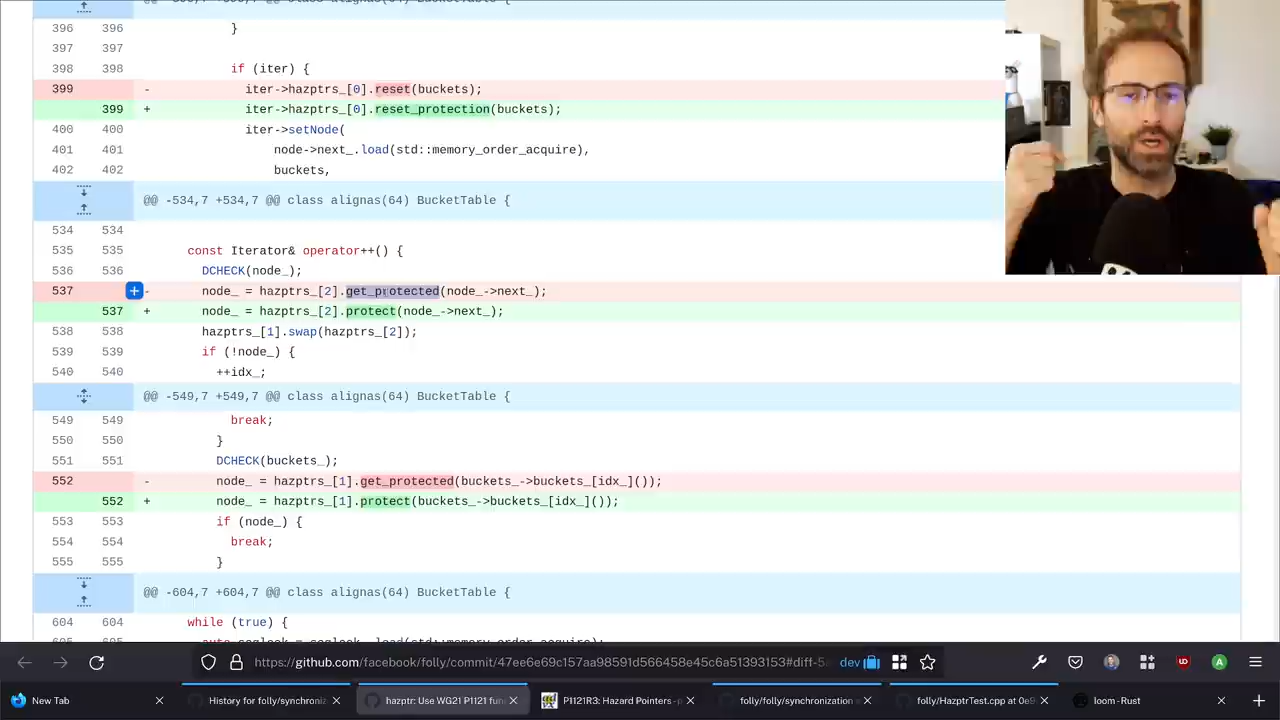 396 396 }
397 397
398 398 if (iter) {
399 - iter->hazptrs_[0].reset(buckets);
399 + iter->hazptrs_[0].reset_protection(buckets);
400 400 iter->setNode(
401 401 node->next_.load(std::memory_order_acquire),
402 402 buckets,
@@ -534,7 +534,7 @@ class alignas(64) BucketTable {
534 534
535 535 const Iterator& operator++() {
536 536 DCHECK(node_);
537 - node_ = hazptrs_[2].get_protected(node_->next_);
537 + node_ = hazptrs_[2].protect(node_->next_);
538 538 hazptrs_[1].swap(hazptrs_[2]);
539 539 if (!node_) {
540 540 ++idx_;
@@ -549,7 +549,7 @@ class alignas(64) BucketTable {
549 549 break;
550 550 }
551 551 DCHECK(buckets_);
552 - node_ = hazptrs_[1].get_protected(buckets_->buckets_[idx_]());
552 + node_ = hazptrs_[1].protect(buckets_->buckets_[idx_]());
553 553 if (node_) {
554 554 break;
555 555 }
@@ -604,7 +604,7 @@ class alignas(64) BucketTable {
604 604 while (true) {
https://github.com/facebook/folly/commit/47ee6e69c157aa98591d566458e45c6a51393153#diff-5 dev
New Tab History for folly/synchroniz hazptr: Use WG21 P1121 fun P1121R3: Hazard Pointers - folly/folly/synchronization folly/HazptrTest.cpp at 0e9 loom - Rust